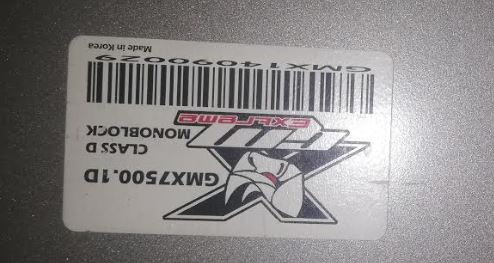 GMX7500.1D
CLASS D
MONOBLOCK
EXTREME
GMX14090029
Made in Korea